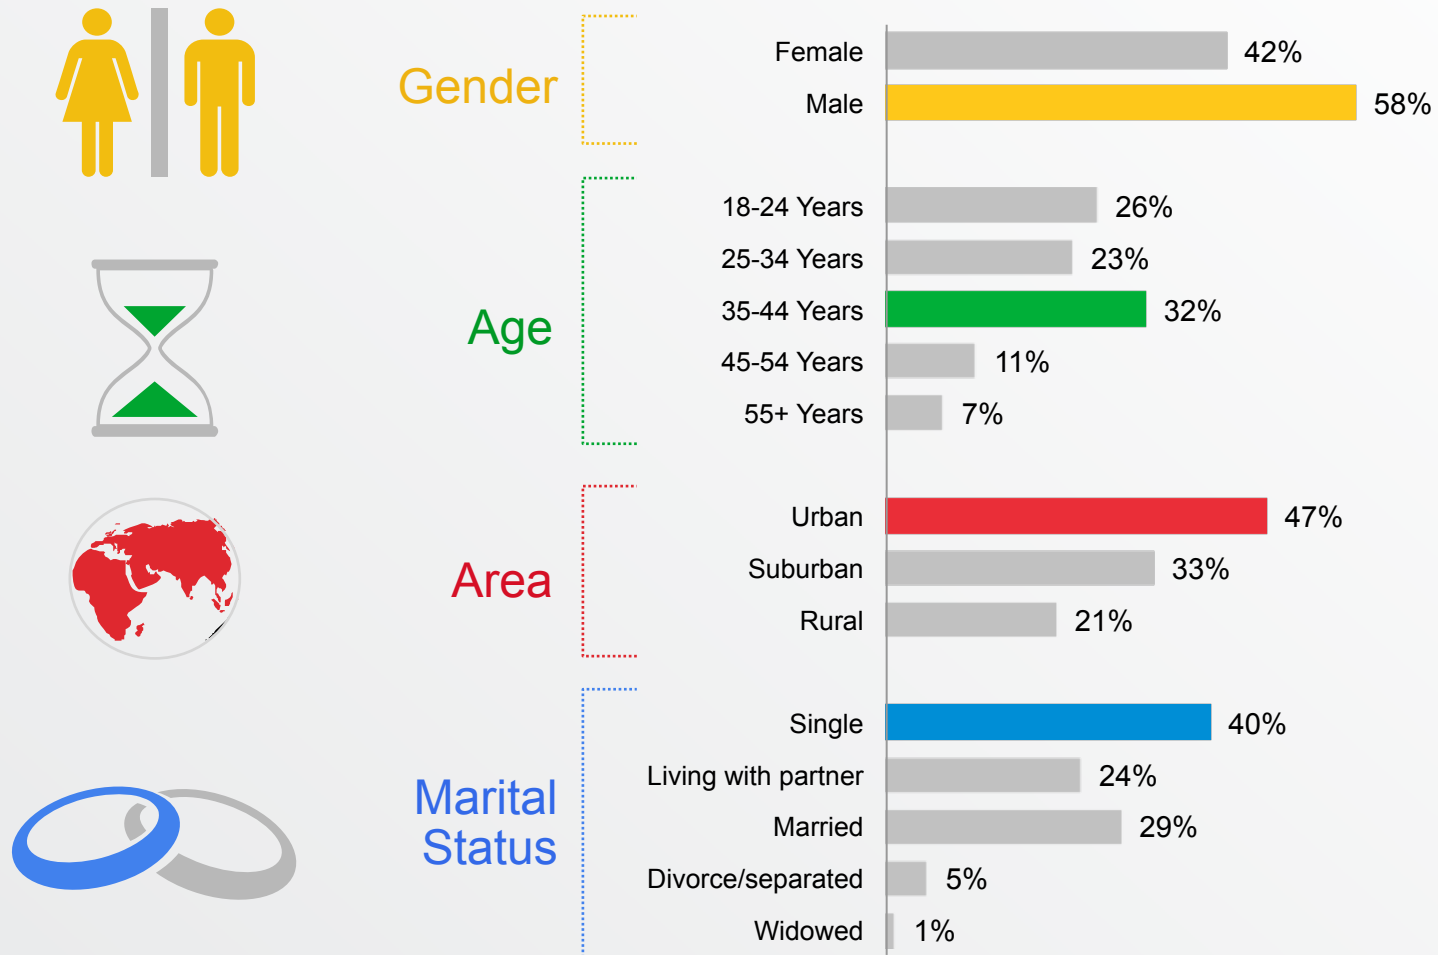 Gender
Female 42%
Male 58%
Age
18-24 Years 26%
25-34 Years 23%
35-44 Years 32%
45-54 Years 11%
55+ Years 7%
Area
Urban 47%
Suburban 33%
Rural 21%
Marital
Status
Single 40%
Living with partner 24%
Married 29%
Divorce/separated 5%
Widowed 1%